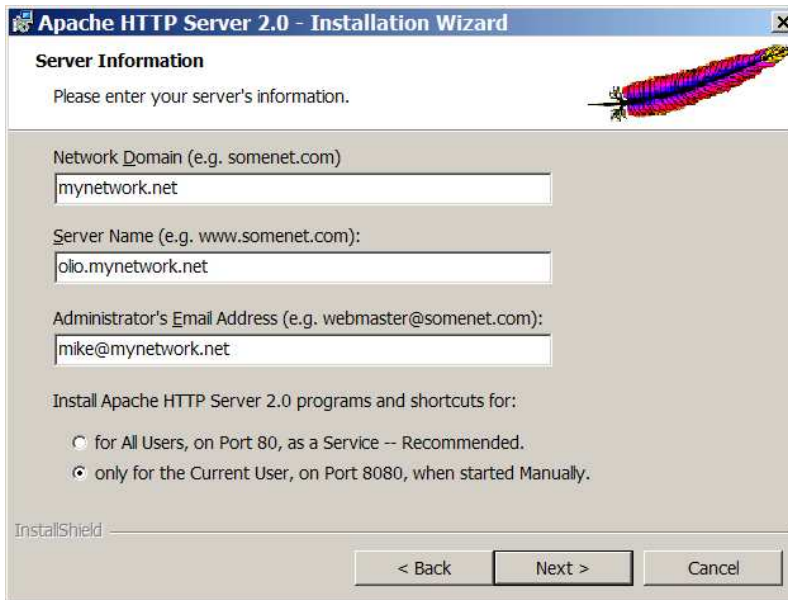 Apache HTTP Server 2.0 - Installation Wizard
Server Information
Please enter your server's information.
Network Domain (e.g. somenet.com)
mynetwork.net
Server Name (e.g. www.somenet.com):
olio.mynetwork.net
Administrator's Email Address (e.g. webmaster@somenet.com):
mike@mynetwork.net
Install Apache HTTP Server 2.0 programs and shortcuts for:
for All Users, on Port 80, as a Service -- Recommended.
only for the Current User, on Port 8080, when started Manually.
InstallShield
< Back Next > Cancel